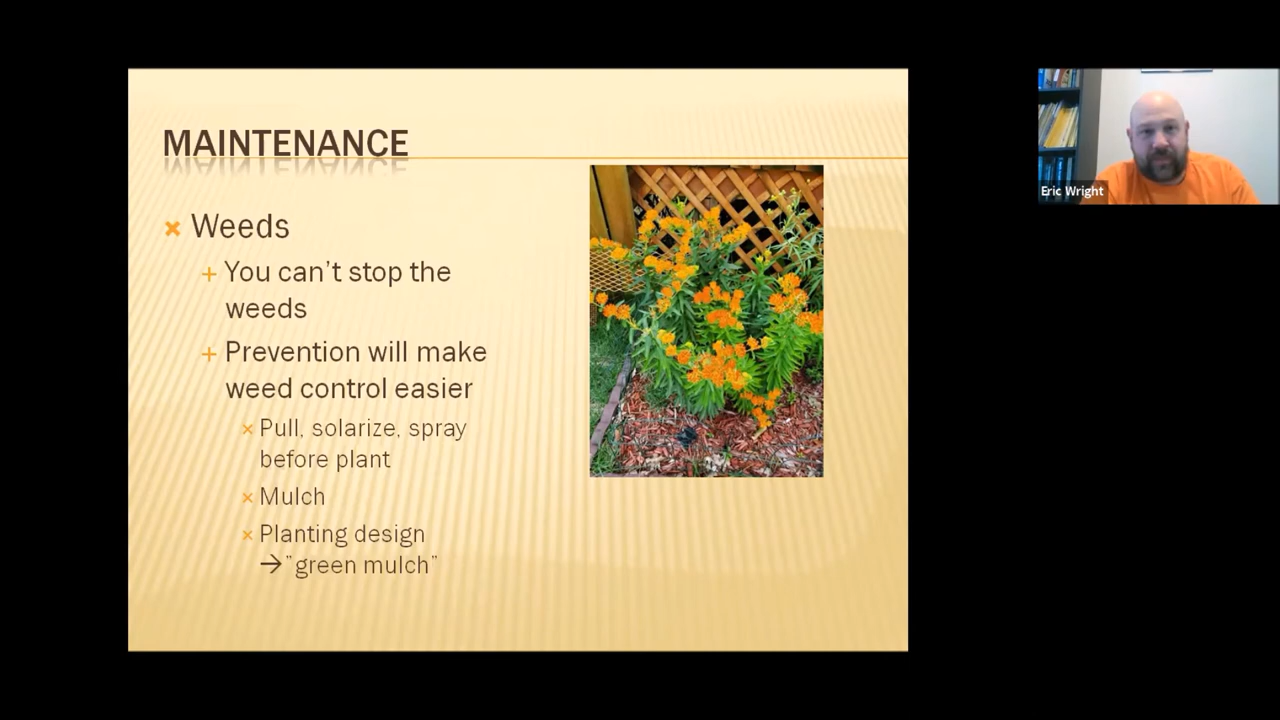 MAINTENANCE
Weeds
You can't stop the
weeds
Prevention will make
weed control easier
Pull, solarize, spray
before plant
Mulch
Planting design
→"green mulch"
Eric Wright